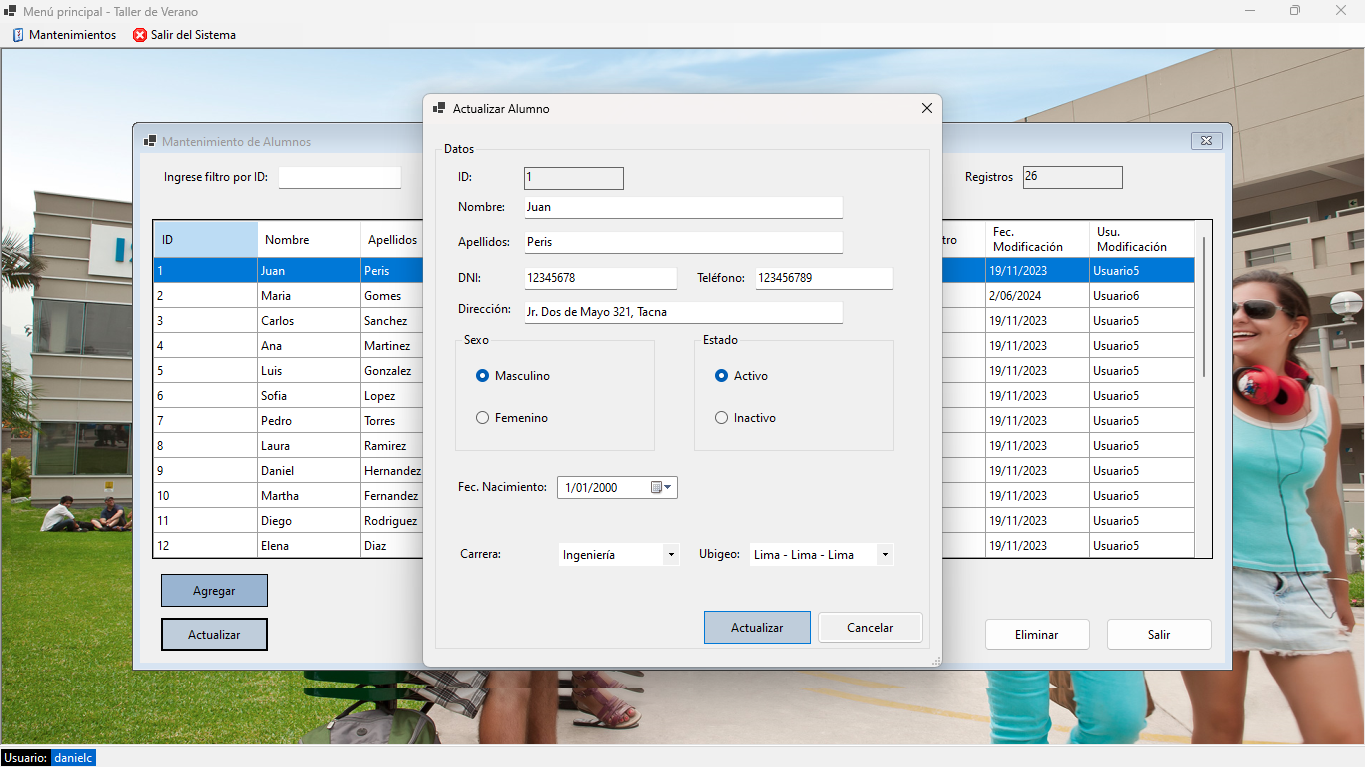 Menú principal - Taller de Verano
Mantenimientos Salir del Sistema
Mantenimiento de Alumnos
Ingrese filtro por ID:
Registros 26
ID Nombre Apellidos Fec. Modificación Usu. Modificación
1 Juan Peris 19/11/2023 Usuario5
2 Maria Gomes 2/06/2024 Usuario6
3 Carlos Sanchez 19/11/2023 Usuario5
4 Ana Martinez 19/11/2023 Usuario5
5 Luis Gonzalez 19/11/2023 Usuario5
6 Sofia Lopez 19/11/2023 Usuario5
7 Pedro Torres 19/11/2023 Usuario5
8 Laura Ramirez 19/11/2023 Usuario5
9 Daniel Hernandez 19/11/2023 Usuario5
10 Martha Fernandez 19/11/2023 Usuario5
11 Diego Rodriguez 19/11/2023 Usuario5
12 Elena Diaz 19/11/2023 Usuario5
Agregar
Actualizar
Eliminar Salir
Actualizar Alumno
Datos
ID: 1
Nombre: Juan
Apellidos: Peris
DNI: 12345678 Teléfono: 123456789
Dirección: Jr. Dos de Mayo 321, Tacna
Sexo Estado
Masculino Activo
Femenino Inactivo
Fec. Nacimiento: 1/01/2000
Carrera: Ingeniería Ubigeo: Lima - Lima - Lima
Actualizar Cancelar
Usuario: danielc